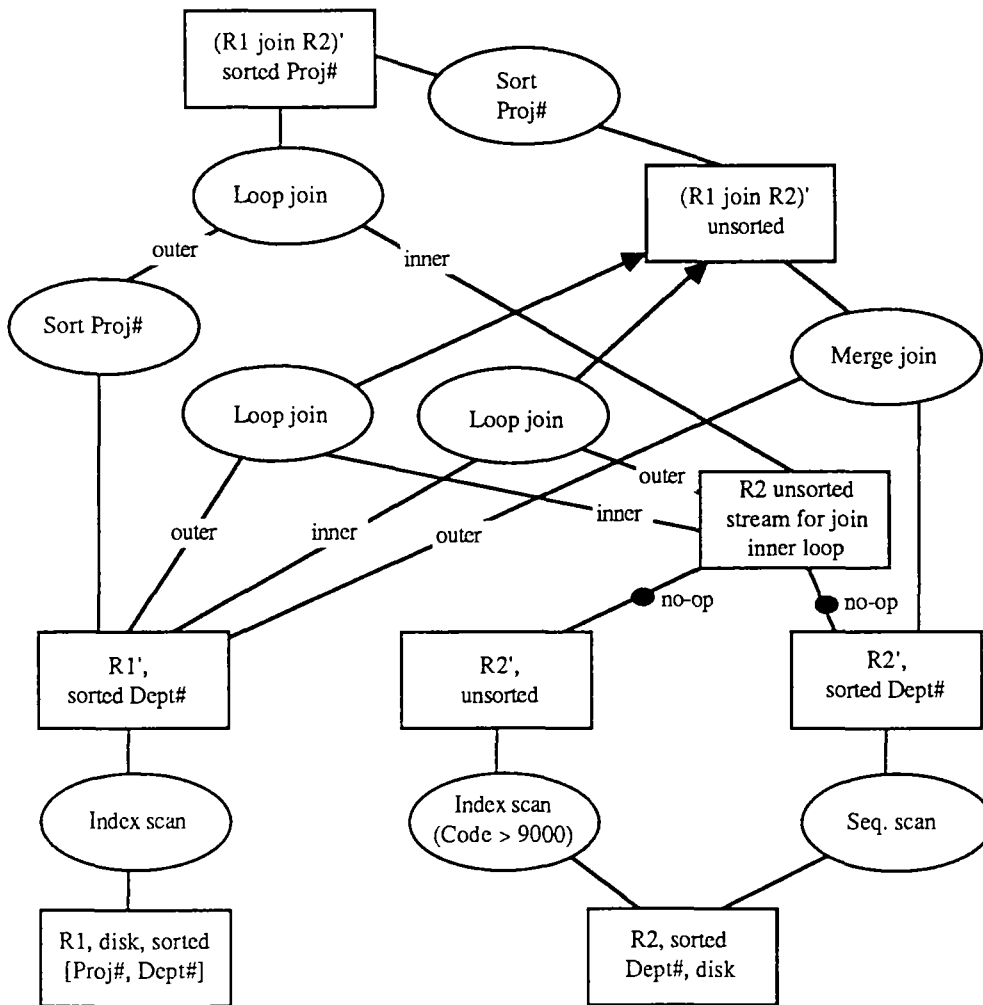 (R1 join R2)'
sorted Proj#
Sort
Proj#
Loop join
(R1 join R2)'
unsorted
outer
inner
Sort Proj#
Merge join
Loop join
Loop join
outer
R2 unsorted
stream for join
inner loop
outer
inner
outer
inner
no-op
no-op
R1',
sorted Dept#
R2',
unsorted
R2',
sorted Dept#
Index scan
Index scan
(Code > 9000)
Seq. scan
R1, disk, sorted
[Proj#, Dept#]
R2, sorted
Dept#, disk